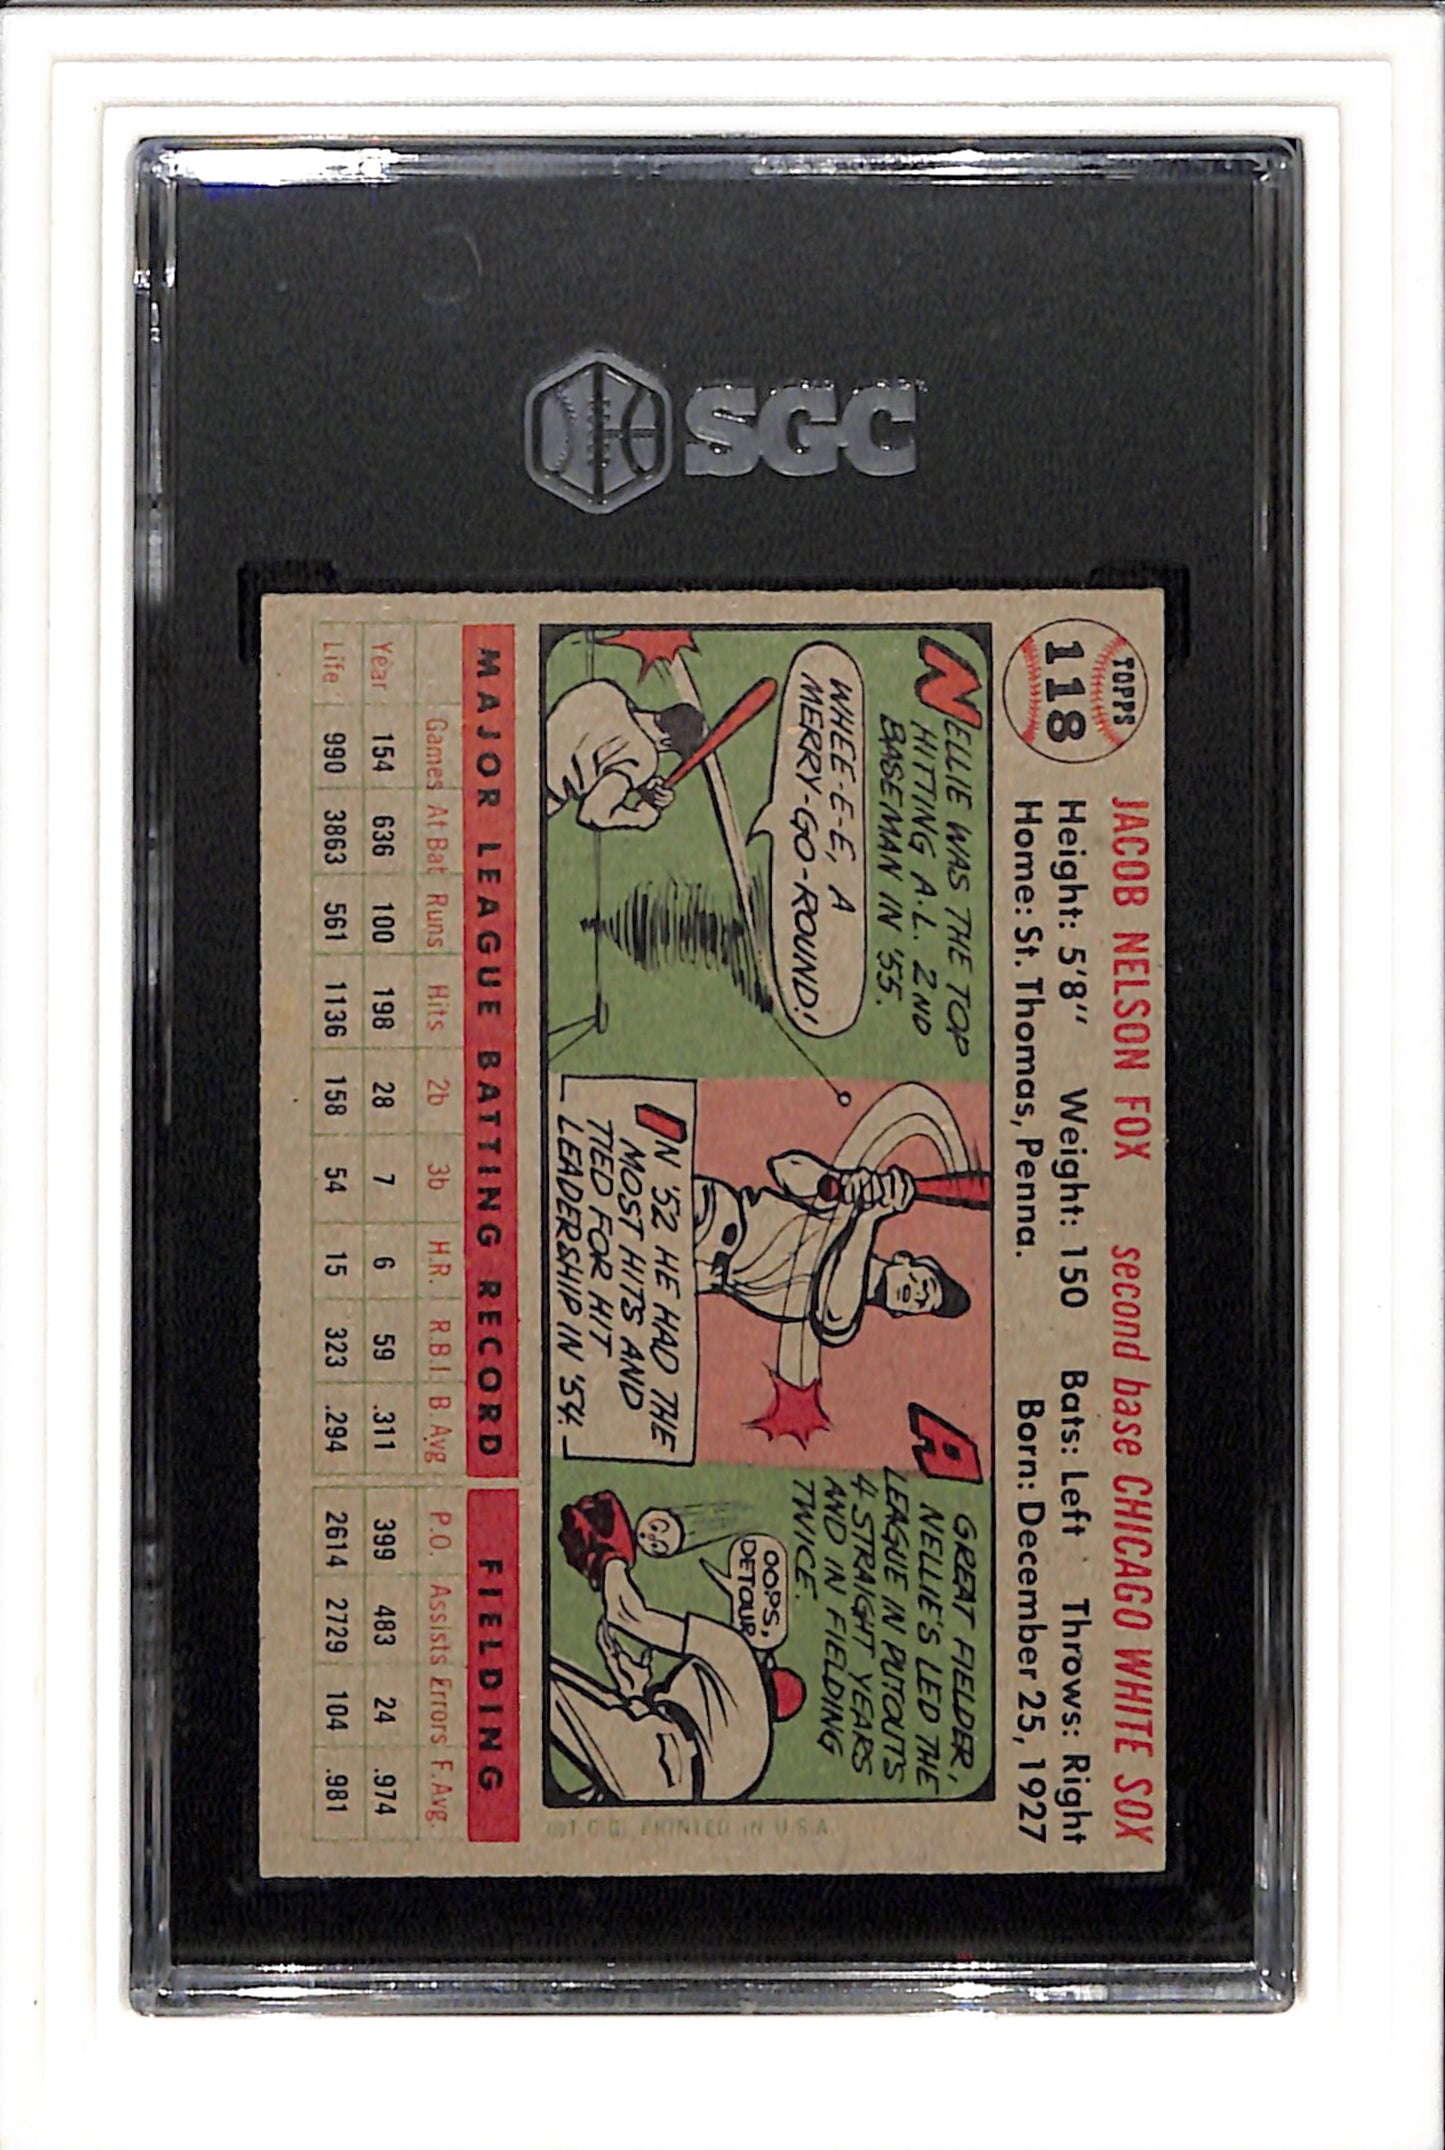 SGC
TOPPS
118
JACOB NELSON FOX second base CHICAGO WHITE SOX
Height: 5'8" Weight: 150 Bats: Left Throws: Right
Home: St. Thomas, Penna. Born: December 25, 1927
NELLIE WAS THE TOP
HITTING A.L. 2ND
BASEMAN IN '55.
WHEE-E-E, A
MERRY-GO-ROUND!
IN '52 HE HAD THE
MOST HITS AND
TIED FOR HIT
LEADERSHIP IN '54.
A GREAT FIELDER,
NELLIE'S LED THE
LEAGUE IN PUTOUTS
4 STRAIGHT YEARS
AND IN FIELDING
TWICE.
OOPS,
DETOUR
T.C.G. PRINTED IN U.S.A.
MAJOR LEAGUE BATTING RECORD FIELDING
Games At Bat Runs Hits 2b 3b H.R. R.B.I. B. Avg. P.O. Assists Errors F. Avg.
Year 154 636 100 198 28 7 6 59 .311 399 483 24 .974
Life 990 3863 561 1136 158 54 15 323 .294 2614 2729 104 .981